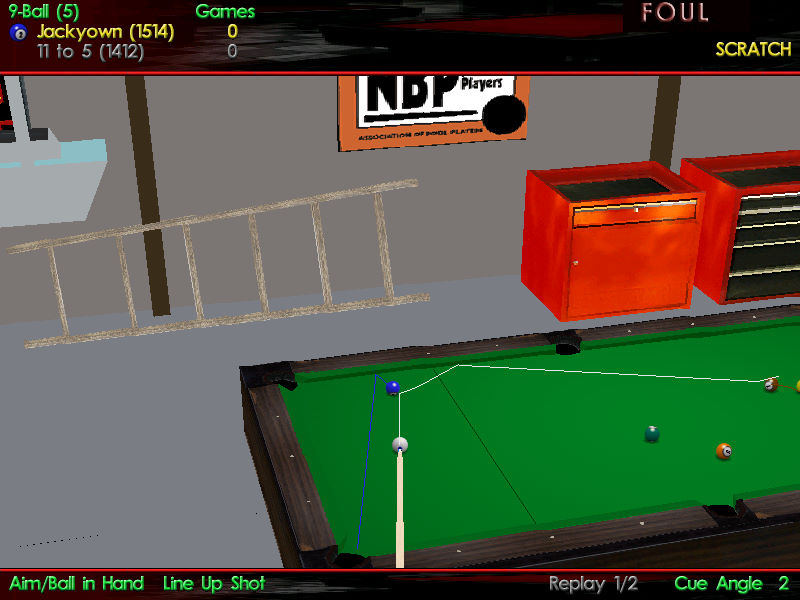 9-Ball (5) Games FOUL
Jackyown (1514) 0 SCRATCH
11 to 5 (1412) 0
NBP Players
ASSOCIATION OF POOL PLAYERS
Aim/Ball in Hand Line Up Shot Replay 1/2 Cue Angle 2